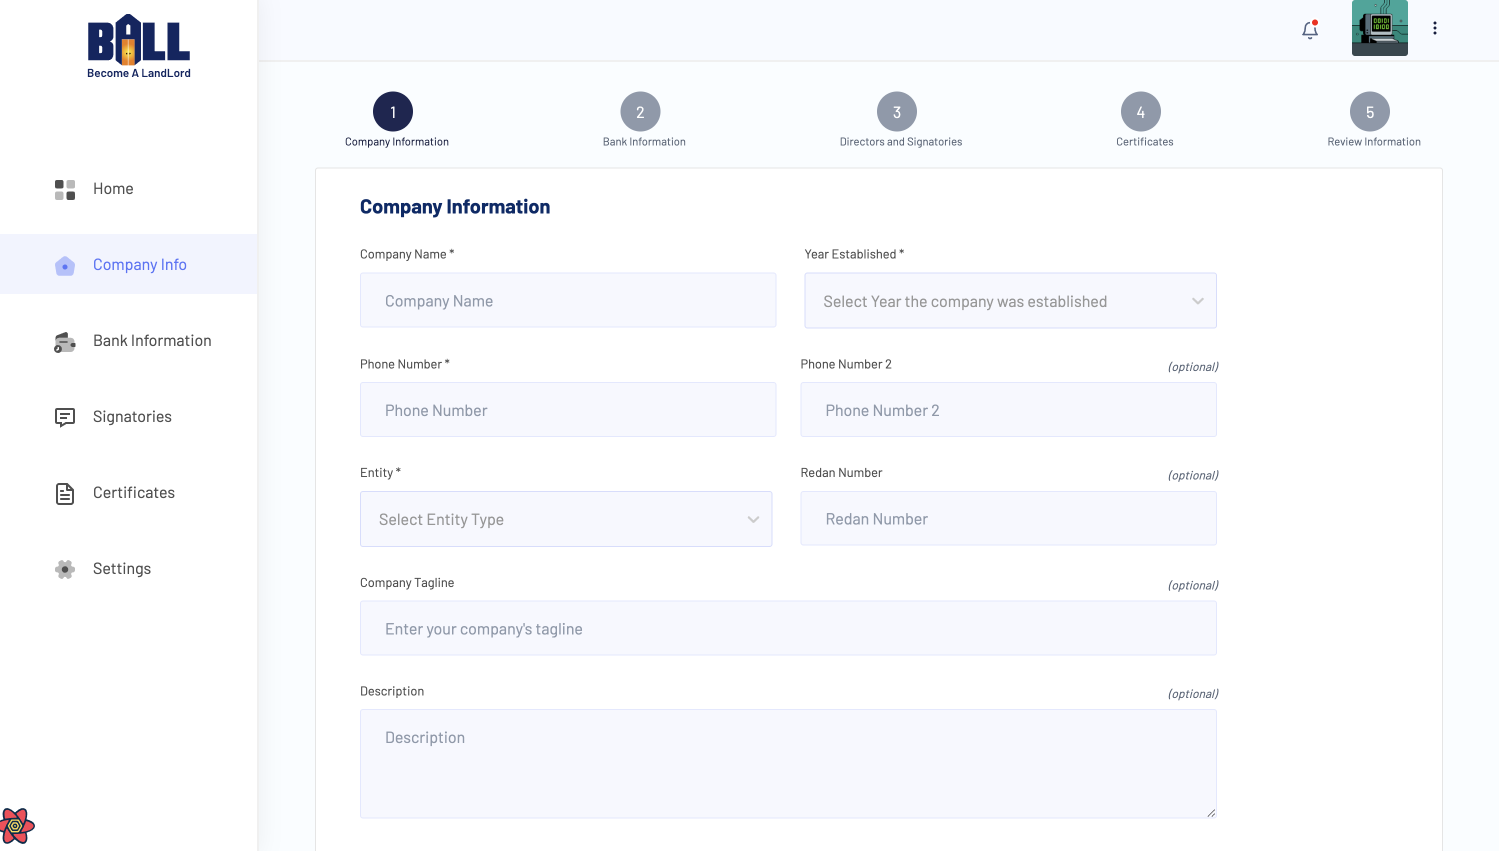 BALL
Become A LandLord
Home
Company Info
Bank Information
Signatories
Certificates
Settings
1
Company Information
2
Bank Information
3
Directors and Signatories
4
Certificates
5
Review Information
Company Information
Company Name *
Company Name
Year Established *
Select Year the company was established
Phone Number *
Phone Number
Phone Number 2
(optional)
Phone Number 2
Entity *
Select Entity Type
Redan Number
(optional)
Redan Number
Company Tagline
(optional)
Enter your company's tagline
Description
(optional)
Description